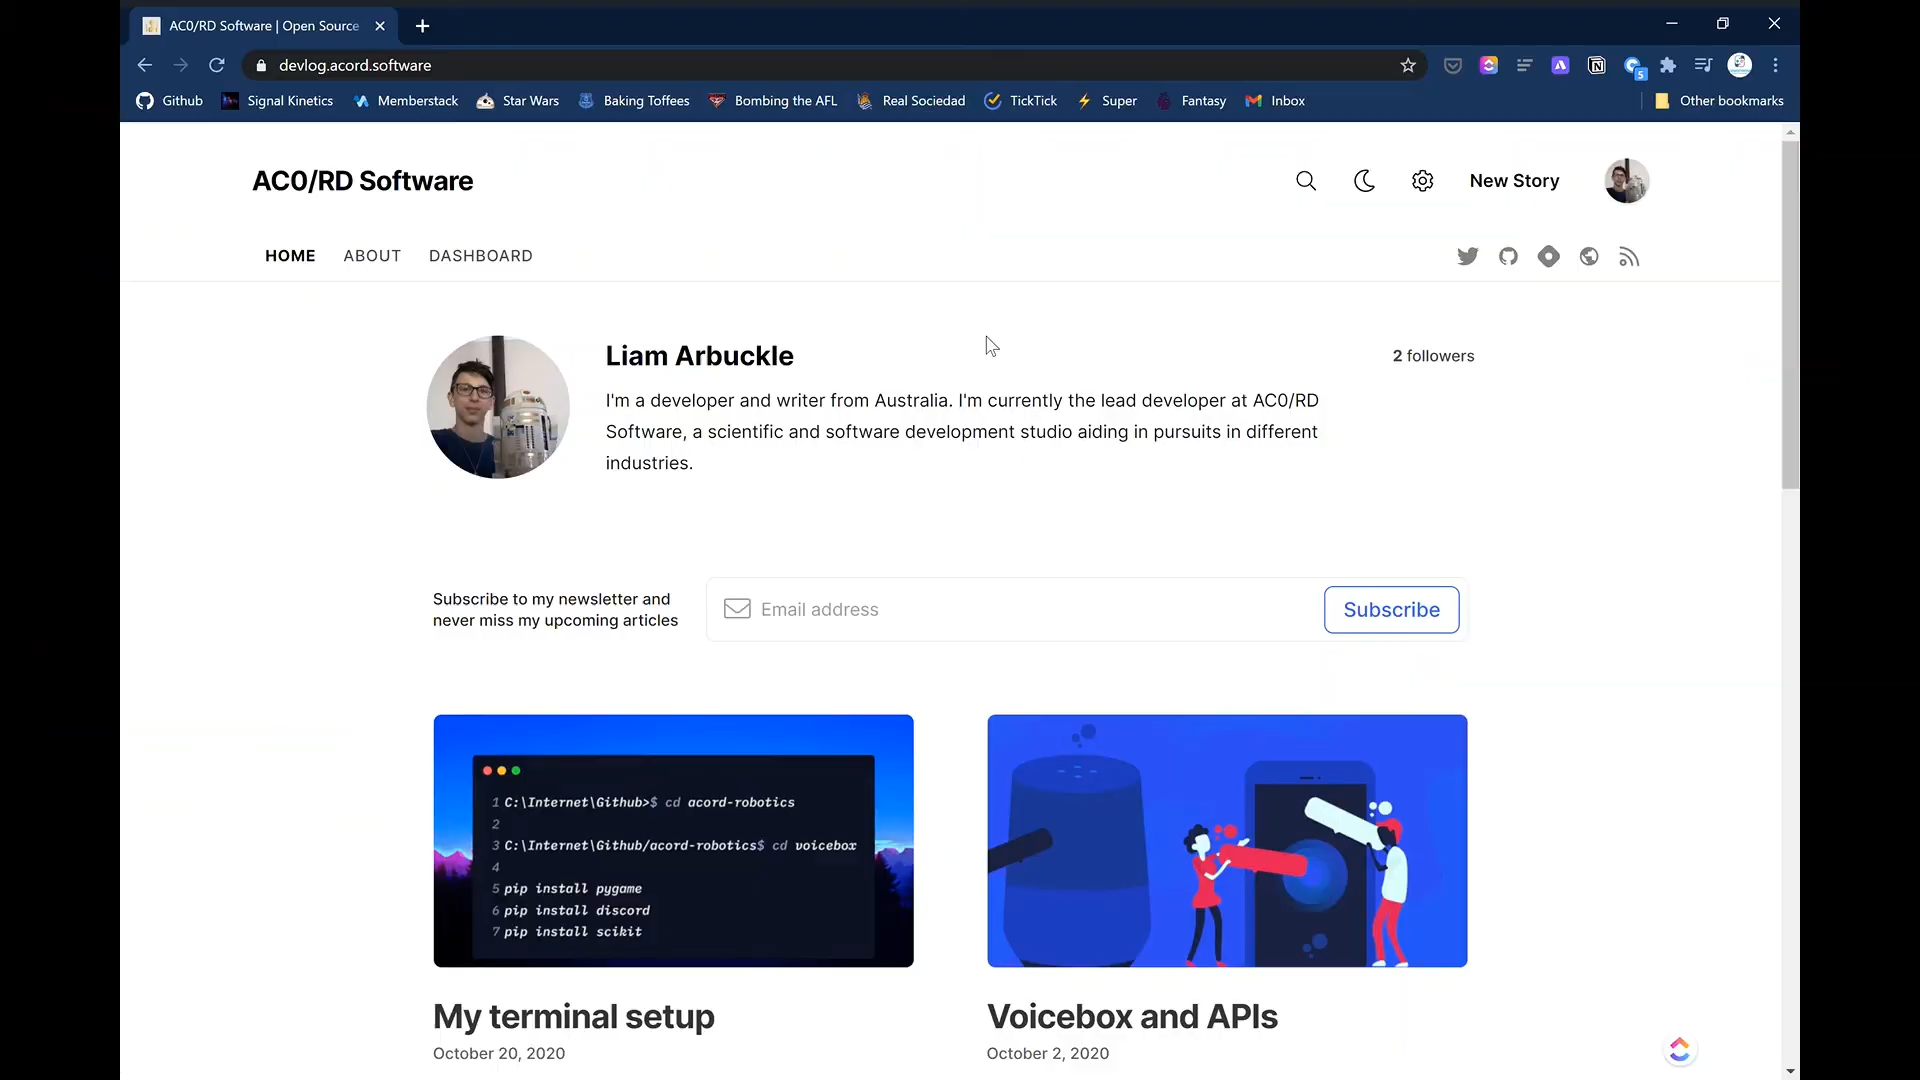 AC0/RD Software | Open Source
devlog.acord.software
5
Github Signal Kinetics Memberstack Star Wars Baking Toffees Bombing the AFL Real Sociedad TickTick Super Fantasy Inbox Other bookmarks
AC0/RD Software
New Story
HOME ABOUT DASHBOARD
Liam Arbuckle
2 followers
I'm a developer and writer from Australia. I'm currently the lead developer at AC0/RD
Software, a scientific and software development studio aiding in pursuits in different
industries.
Subscribe to my newsletter and
never miss my upcoming articles
Email address
Subscribe
1 C:\Internet\Github>$ cd acord-robotics
2
3 C:\Internet\Github/acord-robotics$ cd voicebox
4
5 pip install pygame
6 pip install discord
7 pip install scikit
My terminal setup
October 20, 2020
Voicebox and APIs
October 2, 2020